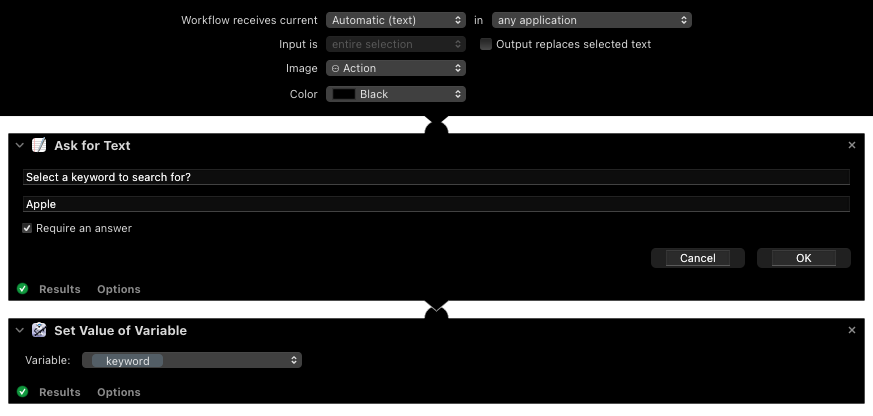 Workflow receives current Automatic (text) in any application
Input is entire selection Output replaces selected text
Image Action
Color Black
Ask for Text
Select a keyword to search for?
Apple
Require an answer
Cancel OK
Results Options
Set Value of Variable
Variable: keyword
Results Options